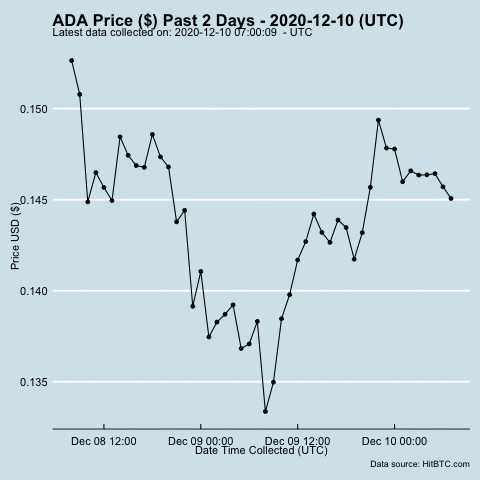 ADA Price ($) Past 2 Days - 2020-12-10 (UTC)
Latest data collected on: 2020-12-10 07:00:09 - UTC
0.150
0.145
0.140
0.135
Price USD ($)
Dec 08 12:00 Dec 09 00:00 Dec 09 12:00 Dec 10 00:00
Date Time Collected (UTC)
Data source: HitBTC.com